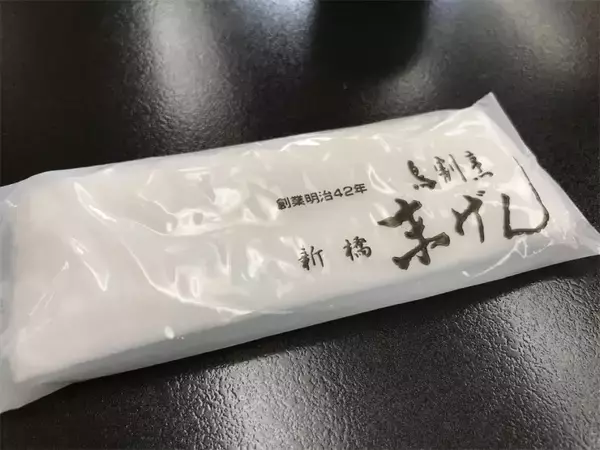 創業明治42年
鳥割烹
新橋 末げん